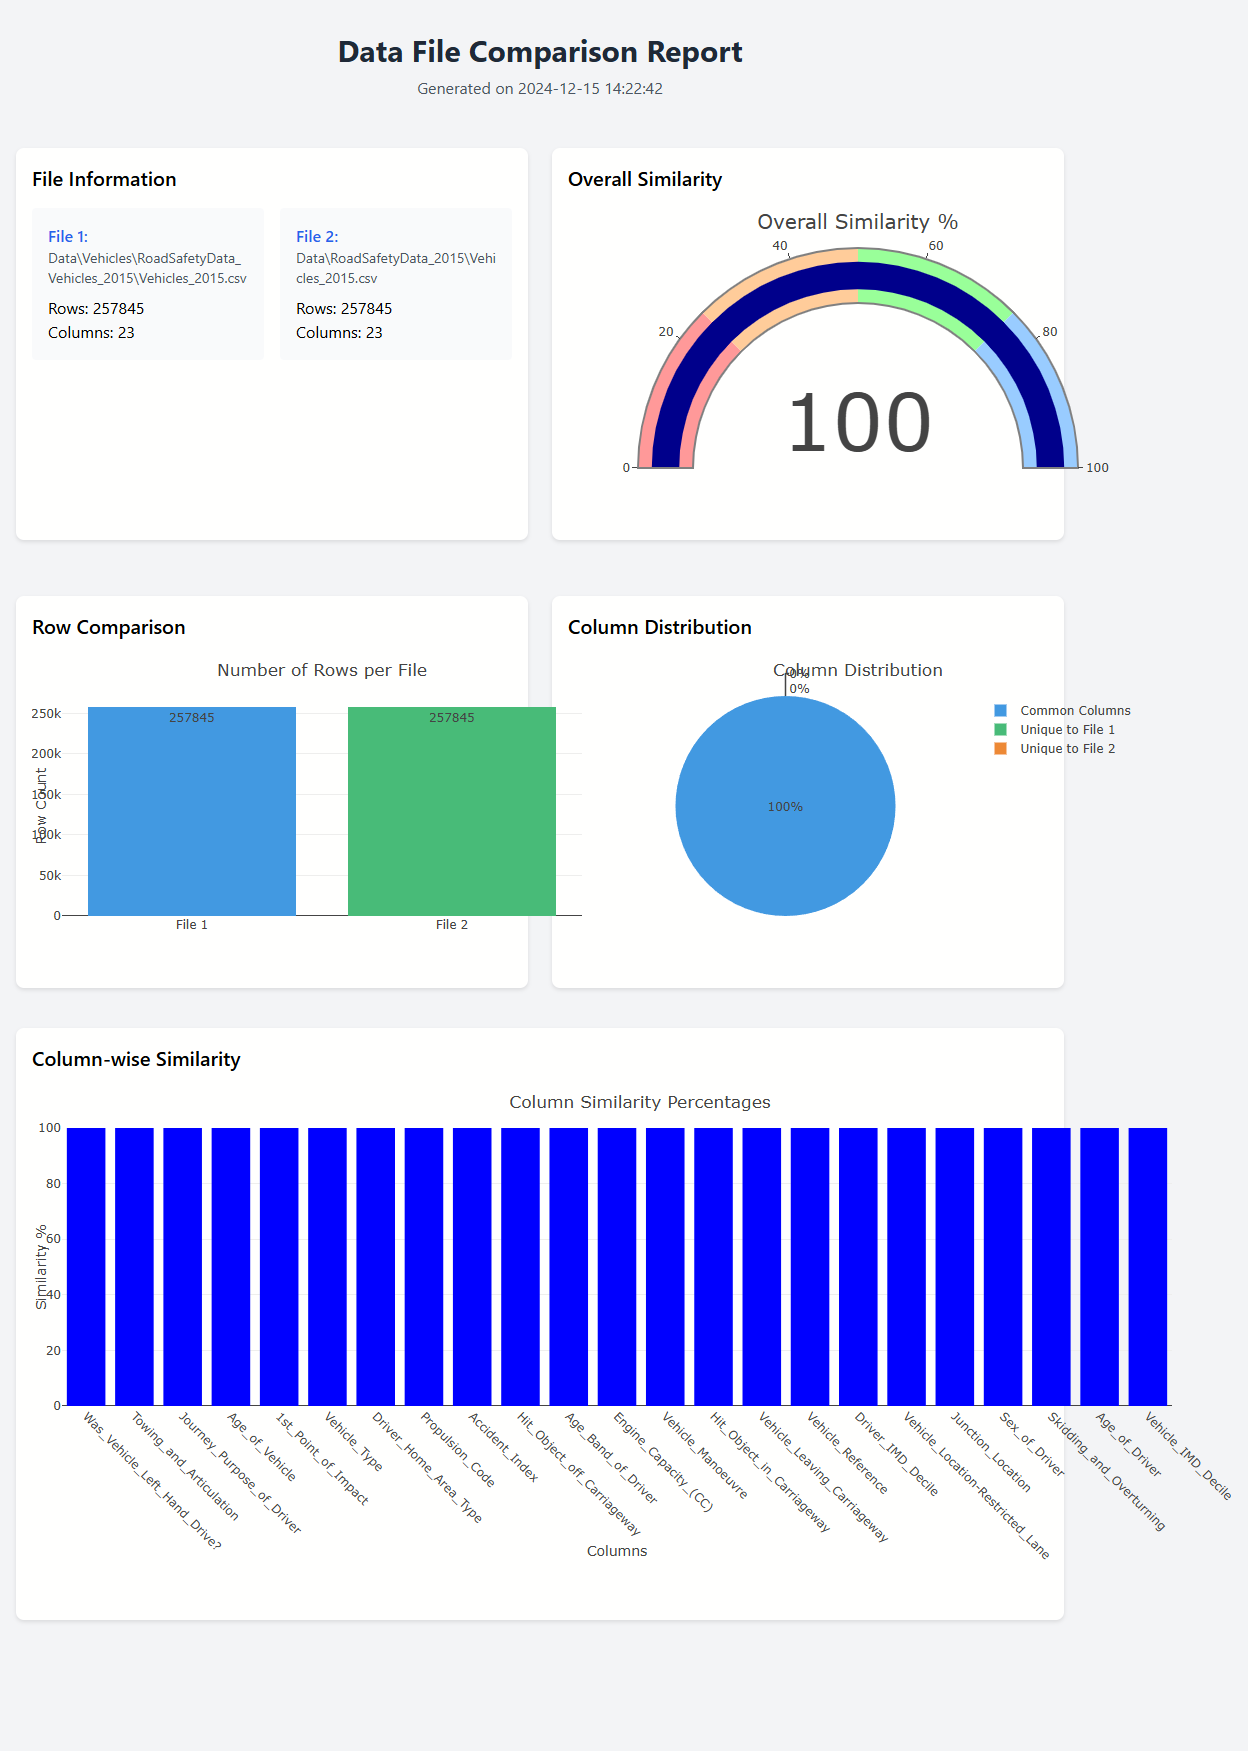 Data File Comparison Report
Generated on 2024-12-15 14:22:42
File Information
File 1:
Data\Vehicles\RoadSafetyData_
Vehicles_2015\Vehicles_2015.csv
Rows: 257845
Columns: 23
File 2:
Data\RoadSafetyData_2015\Vehi
cles_2015.csv
Rows: 257845
Columns: 23
Overall Similarity
Overall Similarity %
0
20
40
60
80
100
100
Row Comparison
Number of Rows per File
Row Count
250k
200k
150k
100k
50k
0
257845
257845
File 1
File 2
Column Distribution
Column Distribution
0%
0%
100%
Common Columns
Unique to File 1
Unique to File 2
Column-wise Similarity
Column Similarity Percentages
Similarity %
100
80
60
40
20
0
Was_Vehicle_Left_Hand_Drive?
Towing_and_Articulation
Journey_Purpose_of_Driver
Age_of_Vehicle
1st_Point_of_Impact
Vehicle_Type
Driver_Home_Area_Type
Propulsion_Code
Accident_Index
Hit_Object_off_Carriageway
Age_Band_of_Driver
Engine_Capacity_(CC)
Vehicle_Manoeuvre
Hit_Object_in_Carriageway
Vehicle_Leaving_Carriageway
Vehicle_Reference
Driver_IMD_Decile
Vehicle_Location-Restricted_Lane
Junction_Location
Sex_of_Driver
Skidding_and_Overturning
Age_of_Driver
Vehicle_IMD_Decile
Columns